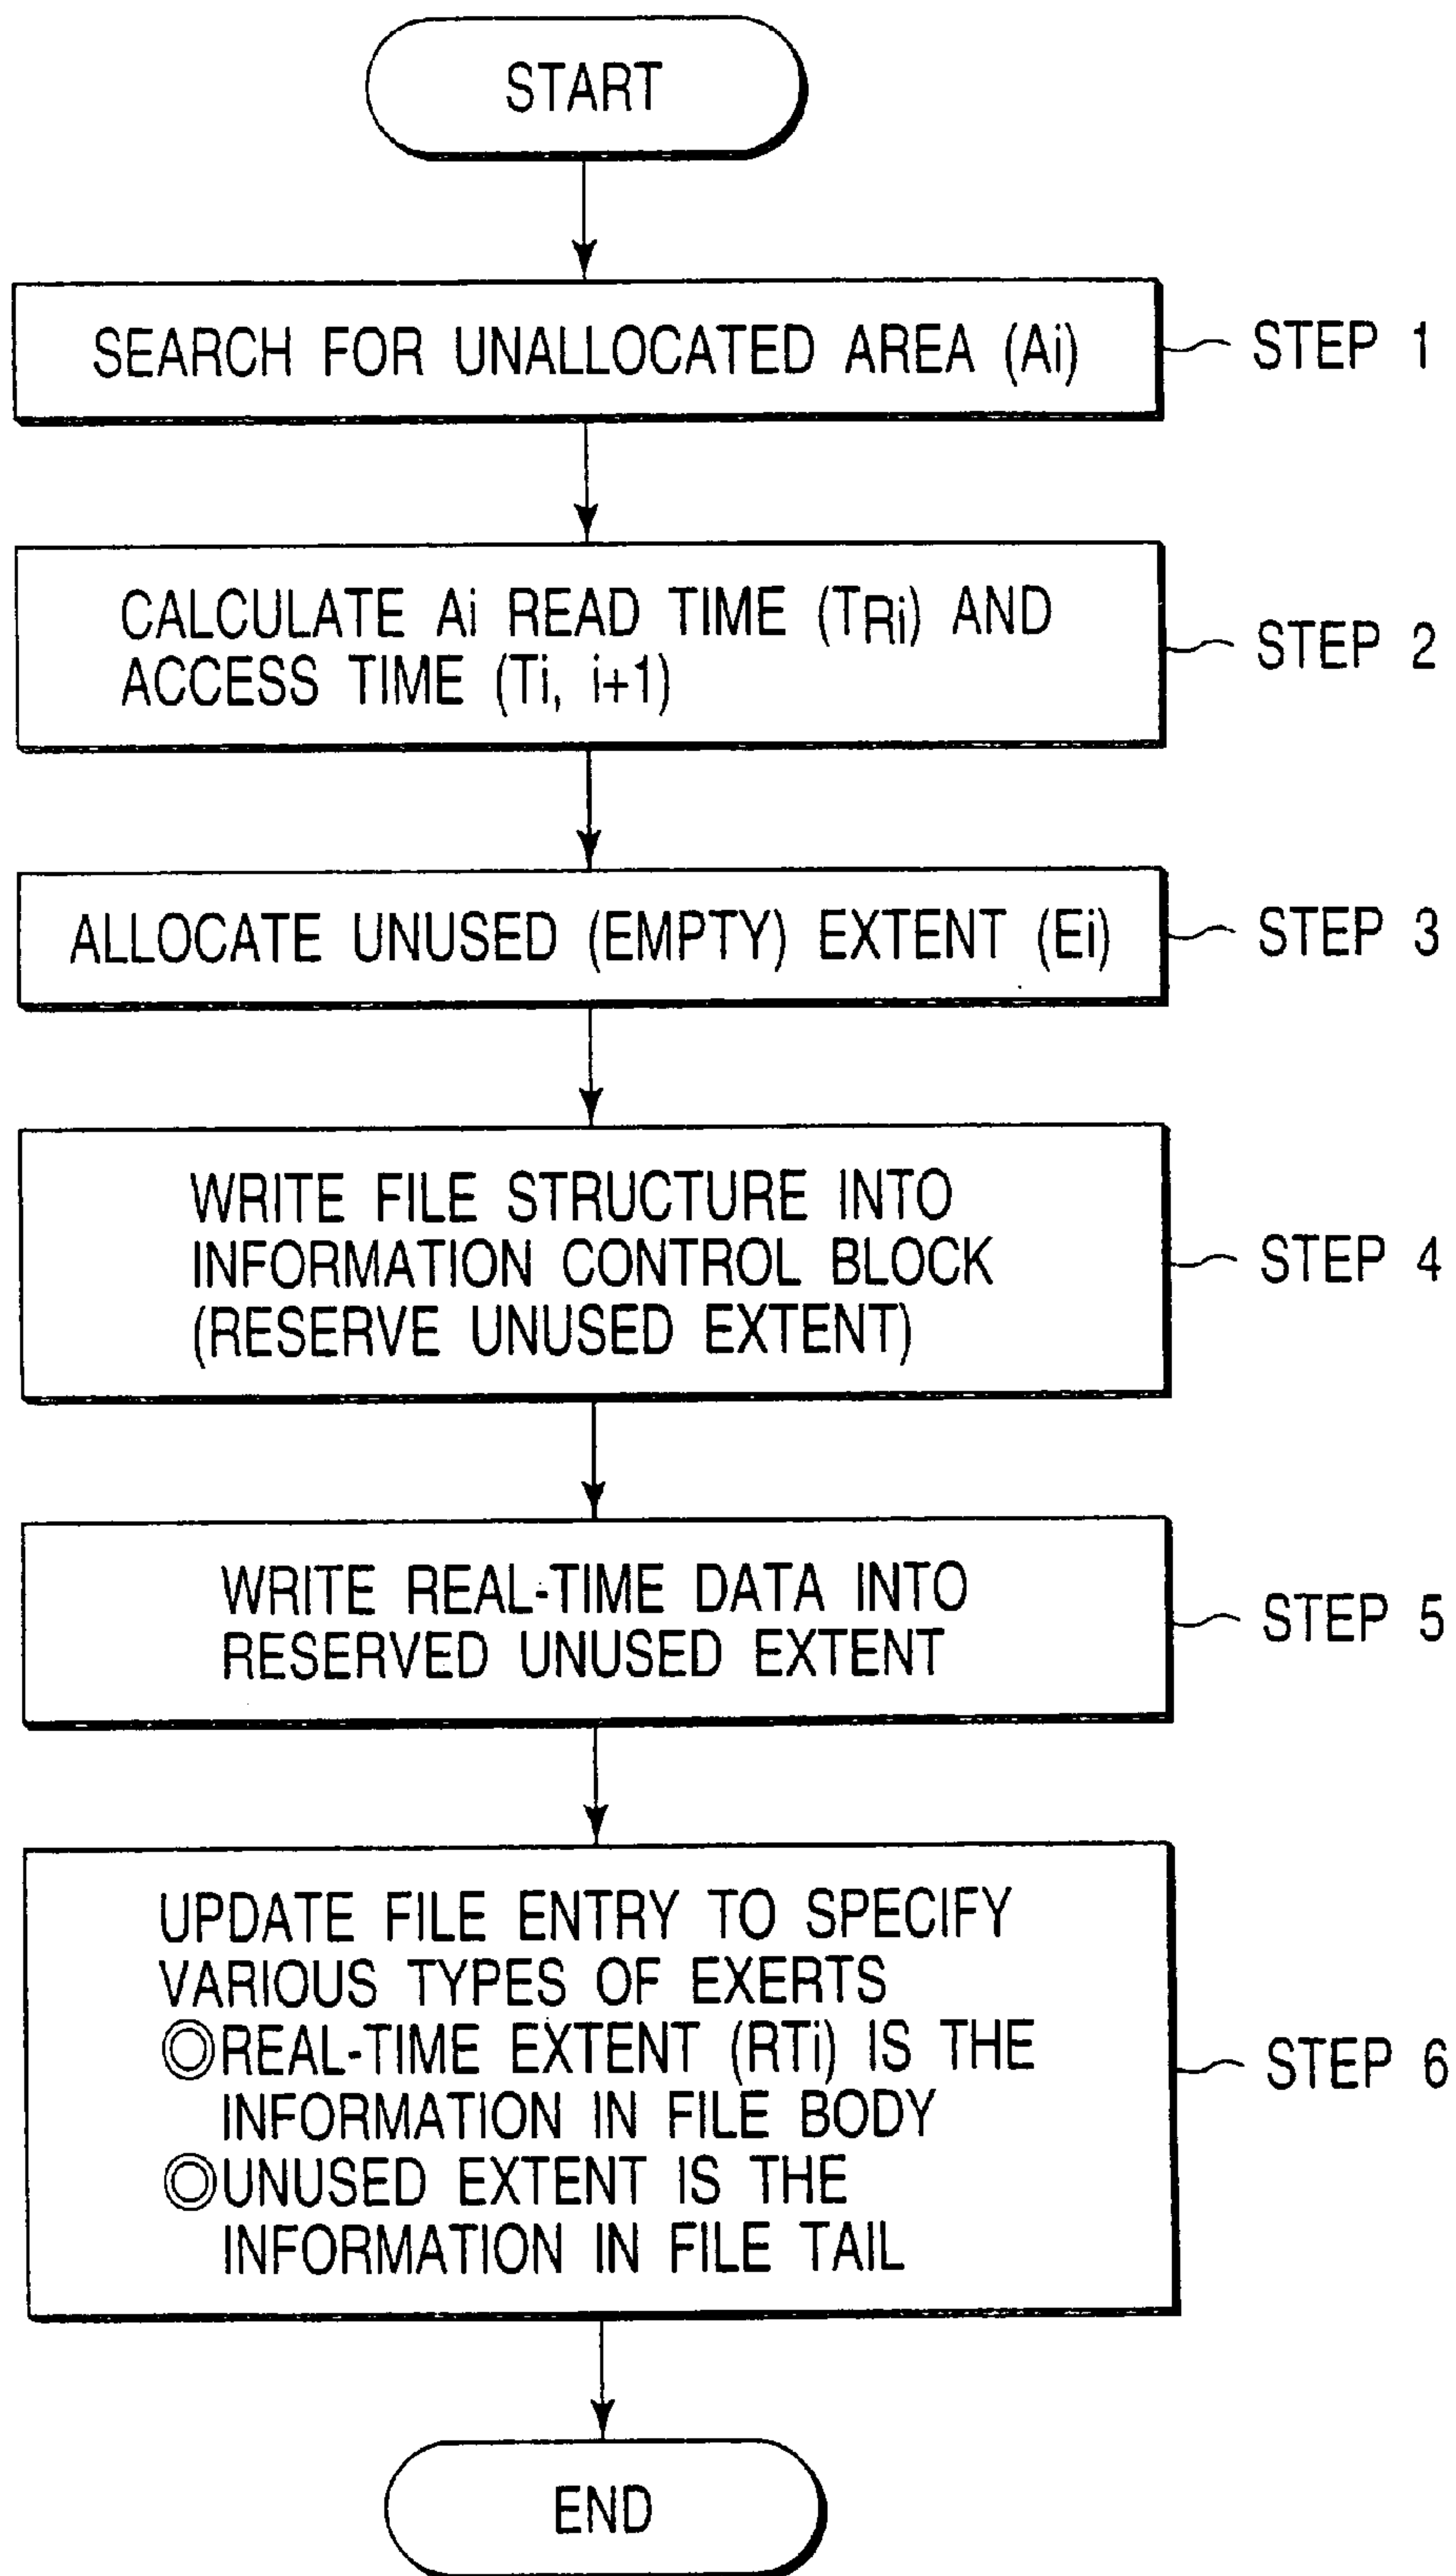 START
SEARCH FOR UNALLOCATED AREA (Ai)
STEP 1
CALCULATE Ai READ TIME (TRi) AND
ACCESS TIME (Ti, i+1)
STEP 2
ALLOCATE UNUSED (EMPTY) EXTENT (Ei)
STEP 3
WRITE FILE STRUCTURE INTO
INFORMATION CONTROL BLOCK
(RESERVE UNUSED EXTENT)
STEP 4
WRITE REAL-TIME DATA INTO
RESERVED UNUSED EXTENT
STEP 5
UPDATE FILE ENTRY TO SPECIFY
VARIOUS TYPES OF EXERTS
◎REAL-TIME EXTENT (RTi) IS THE
INFORMATION IN FILE BODY
◎UNUSED EXTENT IS THE
INFORMATION IN FILE TAIL
STEP 6
END